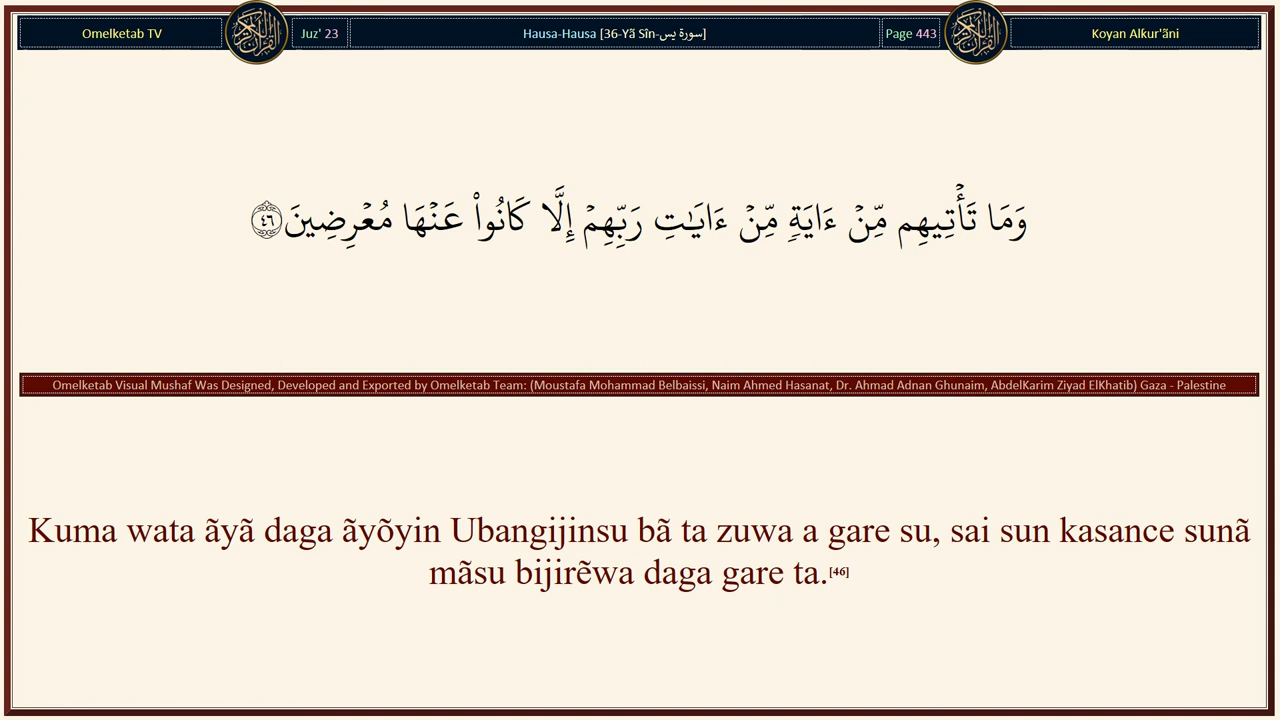 Omelketab TV
Juz' 23
Hausa-Hausa [36-Yã Sĩn-سورة يس]
Page 443
Koyan Alƙur'ãni
وَمَا تَأۡتِيهِم مِّنۡ ءَايَةٖ مِّنۡ ءَايَٰتِ رَبِّهِمۡ إِلَّا كَانُواْ عَنۡهَا مُعۡرِضِينَ ٤٦
Omelketab Visual Mushaf Was Designed, Developed and Exported by Omelketab Team: (Moustafa Mohammad Belbaissi, Naim Ahmed Hasanat, Dr. Ahmad Adnan Ghunaim, AbdelKarim Ziyad ElKhatib) Gaza - Palestine
Kuma wata ãyã daga ãyõyin Ubangijinsu bã ta zuwa a gare su, sai sun kasance sunã
mãsu bijirẽwa daga gare ta.[46]